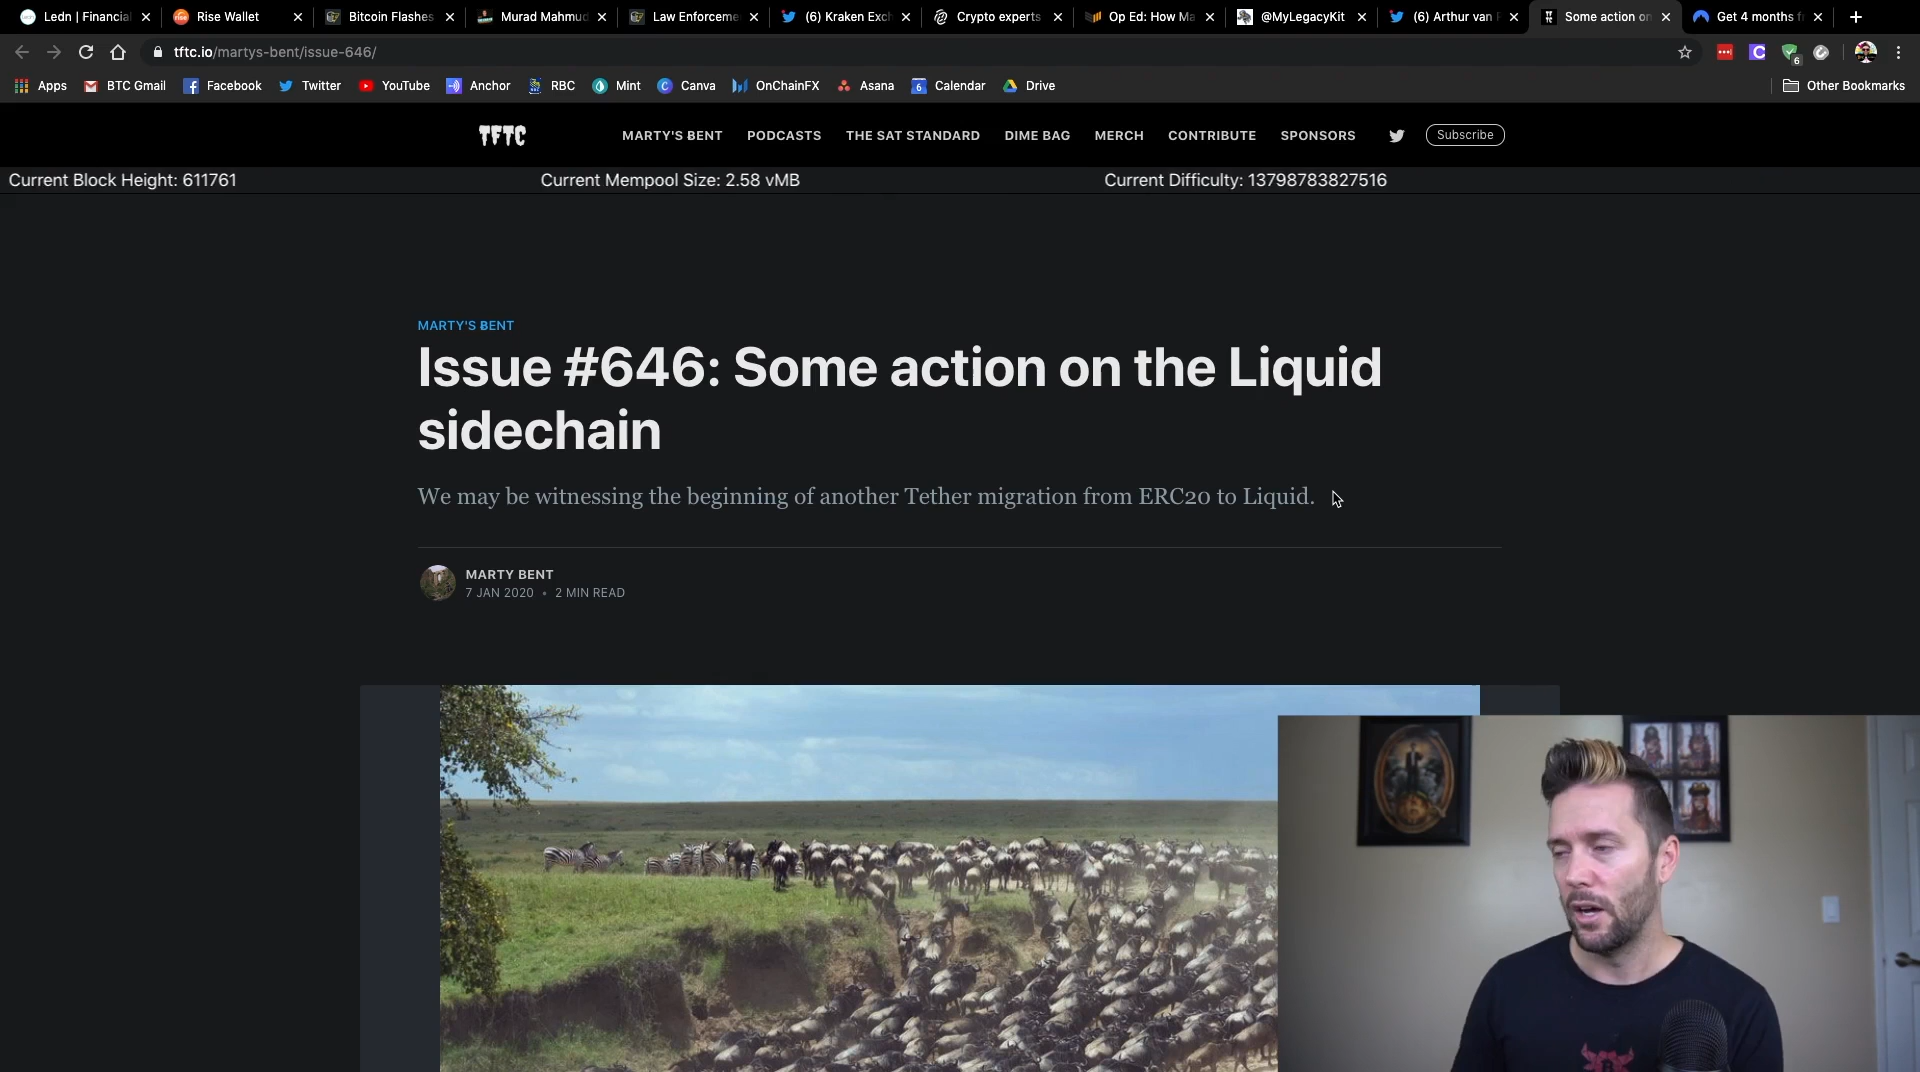 Ledn | Financial
Rise Wallet
Bitcoin Flashes
Murad Mahmud
Law Enforceme
(6) Kraken Exch
Crypto experts
Op Ed: How Ma
@MyLegacyKit
(6) Arthur van
Some action on
Get 4 months f
tftc.io/martys-bent/issue-646/
6
Apps
BTC Gmail
Facebook
Twitter
YouTube
Anchor
RBC
Mint
Canva
OnChainFX
Asana
6
Calendar
Drive
Other Bookmarks
TFTC
MARTY'S BENT
PODCASTS
THE SAT STANDARD
DIME BAG
MERCH
CONTRIBUTE
SPONSORS
Subscribe
Current Block Height: 611761
Current Mempool Size: 2.58 vMB
Current Difficulty: 13798783827516
MARTY'S BENT
Issue #646: Some action on the Liquid
sidechain
We may be witnessing the beginning of another Tether migration from ERC20 to Liquid.
MARTY BENT
7 JAN 2020 • 2 MIN READ